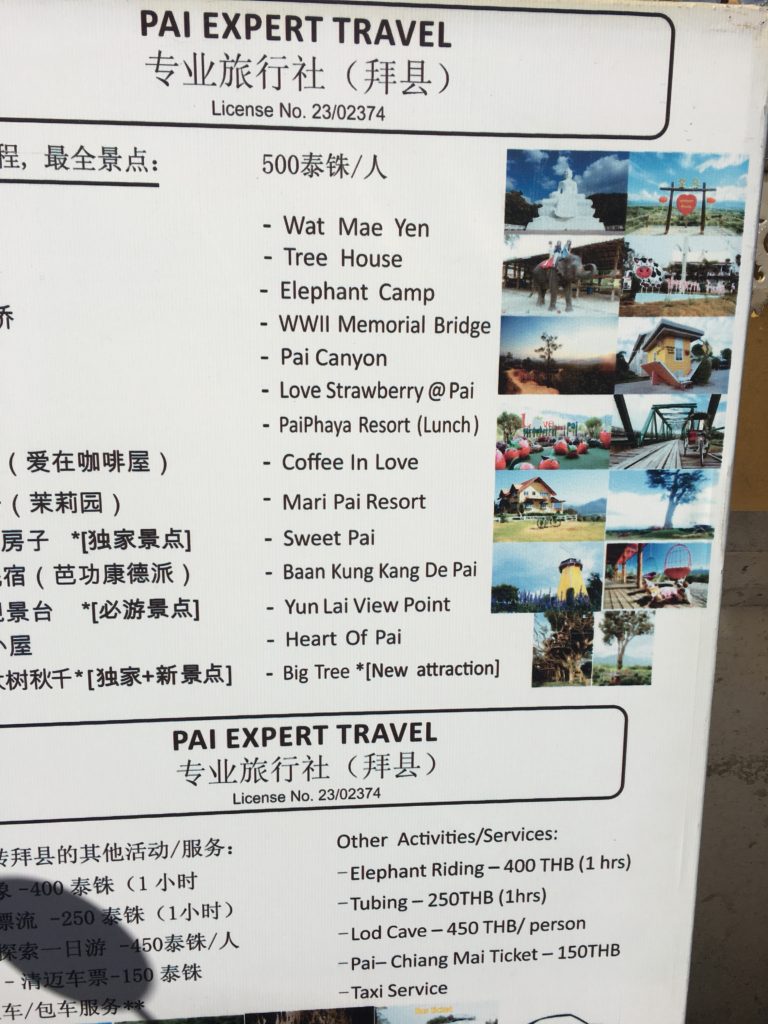 PAI EXPERT TRAVEL
专业旅行社（拜县）
License No. 23/02374
程, 最全景点:
500泰铢/人
- Wat Mae Yen
- Tree House
- Elephant Camp
桥
- WWII Memorial Bridge
- Pai Canyon
- Love Strawberry @ Pai
- PaiPhaya Resort (Lunch)
（爱在咖啡屋）
- Coffee In Love
（茉莉园）
- Mari Pai Resort
房子 *[独家景点]
- Sweet Pai
宿（芭功康德派）
- Baan Kung Kang De Pai
景台 *[必游景点]
- Yun Lai View Point
小屋
- Heart Of Pai
大树秋千*[独家+新景点]
- Big Tree *[New attraction]
PAI EXPERT TRAVEL
专业旅行社（拜县）
License No. 23/02374
拜县的其他活动/服务:
象 -400 泰铢（1 小时
漂流 -250 泰铢（1小时）
探索一日游 -450泰铢/人
- 清迈车票-150 泰铢
车/包车服务**
Other Activities/Services:
-Elephant Riding – 400 THB (1 hrs)
-Tubing – 250THB (1hrs)
-Lod Cave – 450 THB/ person
-Pai– Chiang Mai Ticket – 150THB
-Taxi Service